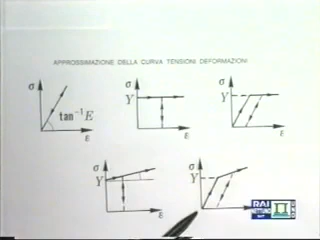 APPROSSIMAZIONE DELLA CURVA TENSIONI DEFORMAZIONI
σ σ σ
Y Y
tan⁻¹E
ε ε ε
σ σ
Y Y
ε
RAI